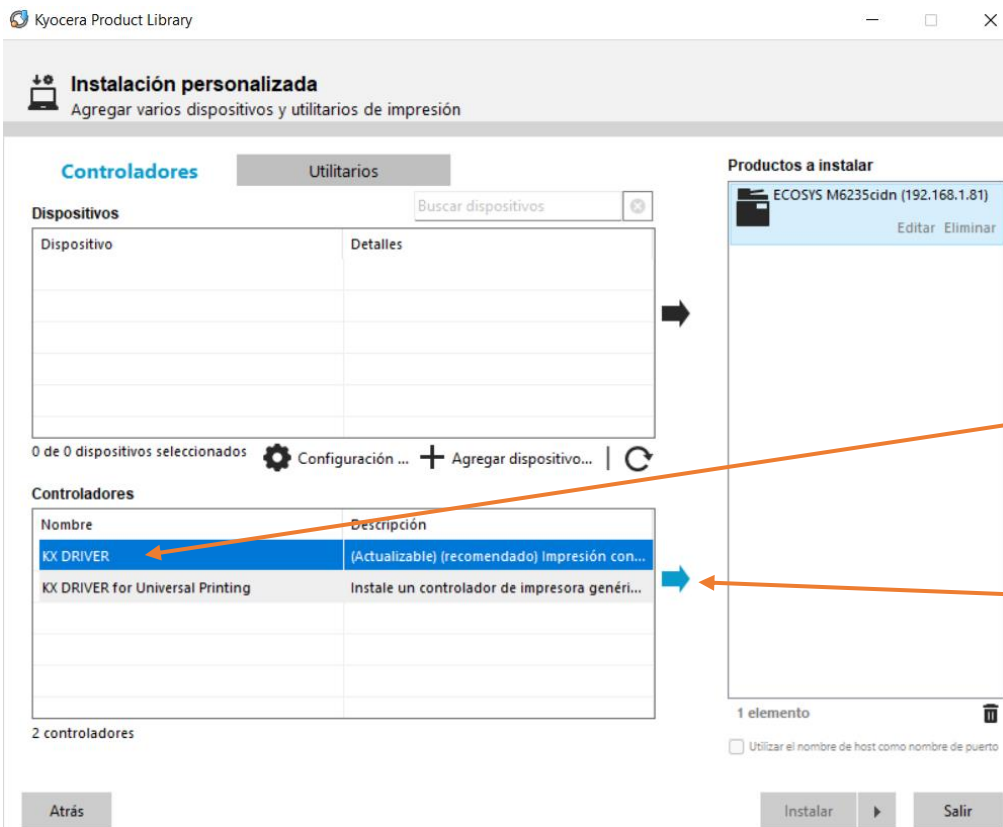 Kyocera Product Library
Instalación personalizada
Agregar varios dispositivos y utilitarios de impresión
Controladores
Utilitarios
Dispositivos
Buscar dispositivos
Dispositivo Detalles
0 de 0 dispositivos seleccionados
Configuración ...
Agregar dispositivo...
Controladores
Nombre Descripción
KX DRIVER (Actualizable) (recomendado) Impresión con...
KX DRIVER for Universal Printing Instale un controlador de impresora genéri...
2 controladores
Productos a instalar
ECOSYS M6235cidn (192.168.1.81)
Editar Eliminar
1 elemento
Utilizar el nombre de host como nombre de puerto
Atrás
Instalar
Salir